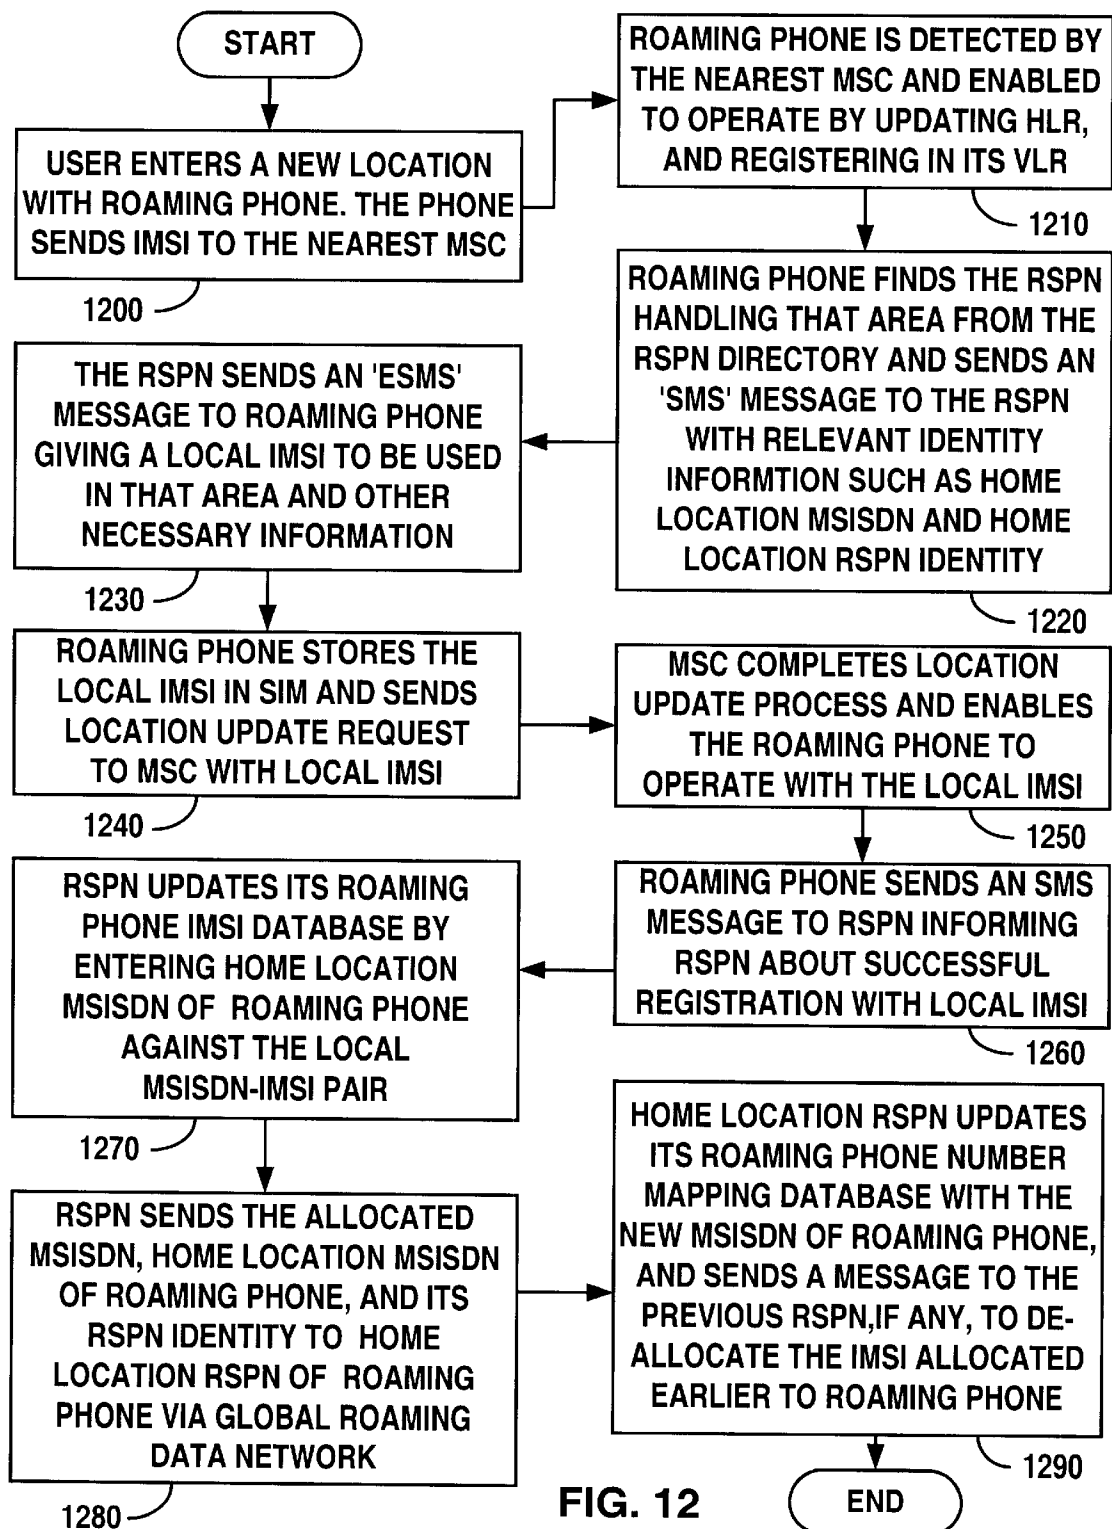 START
USER ENTERS A NEW LOCATION
WITH ROAMING PHONE. THE PHONE
SENDS IMSI TO THE NEAREST MSC
1200
ROAMING PHONE IS DETECTED BY
THE NEAREST MSC AND ENABLED
TO OPERATE BY UPDATING HLR,
AND REGISTERING IN ITS VLR
1210
ROAMING PHONE FINDS THE RSPN
HANDLING THAT AREA FROM THE
RSPN DIRECTORY AND SENDS AN
'SMS' MESSAGE TO THE RSPN
WITH RELEVANT IDENTITY
INFORMTION SUCH AS HOME
LOCATION MSISDN AND HOME
LOCATION RSPN IDENTITY
1220
THE RSPN SENDS AN 'ESMS'
MESSAGE TO ROAMING PHONE
GIVING A LOCAL IMSI TO BE USED
IN THAT AREA AND OTHER
NECESSARY INFORMATION
1230
ROAMING PHONE STORES THE
LOCAL IMSI IN SIM AND SENDS
LOCATION UPDATE REQUEST
TO MSC WITH LOCAL IMSI
1240
MSC COMPLETES LOCATION
UPDATE PROCESS AND ENABLES
THE ROAMING PHONE TO
OPERATE WITH THE LOCAL IMSI
1250
ROAMING PHONE SENDS AN SMS
MESSAGE TO RSPN INFORMING
RSPN ABOUT SUCCESSFUL
REGISTRATION WITH LOCAL IMSI
1260
RSPN UPDATES ITS ROAMING
PHONE IMSI DATABASE BY
ENTERING HOME LOCATION
MSISDN OF ROAMING PHONE
AGAINST THE LOCAL
MSISDN-IMSI PAIR
1270
RSPN SENDS THE ALLOCATED
MSISDN, HOME LOCATION MSISDN
OF ROAMING PHONE, AND ITS
RSPN IDENTITY TO HOME
LOCATION RSPN OF ROAMING
PHONE VIA GLOBAL ROAMING
DATA NETWORK
1280
HOME LOCATION RSPN UPDATES
ITS ROAMING PHONE NUMBER
MAPPING DATABASE WITH THE
NEW MSISDN OF ROAMING PHONE,
AND SENDS A MESSAGE TO THE
PREVIOUS RSPN,IF ANY, TO DE-
ALLOCATE THE IMSI ALLOCATED
EARLIER TO ROAMING PHONE
1290
END
FIG. 12